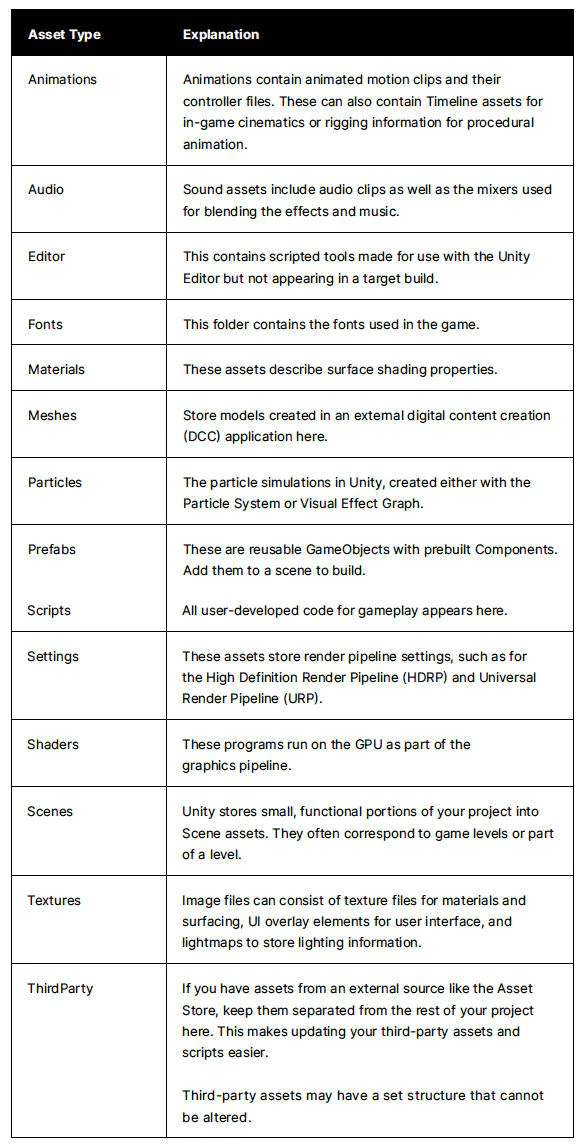 Asset Type Explanation
Animations Animations contain animated motion clips and their
controller files. These can also contain Timeline assets for
in-game cinematics or rigging information for procedural
animation.
Audio Sound assets include audio clips as well as the mixers used
for blending the effects and music.
Editor This contains scripted tools made for use with the Unity
Editor but not appearing in a target build.
Fonts This folder contains the fonts used in the game.
Materials These assets describe surface shading properties.
Meshes Store models created in an external digital content creation
(DCC) application here.
Particles The particle simulations in Unity, created either with the
Particle System or Visual Effect Graph.
Prefabs These are reusable GameObjects with prebuilt Components.
Add them to a scene to build.
Scripts All user-developed code for gameplay appears here.
Settings These assets store render pipeline settings, such as for
the High Definition Render Pipeline (HDRP) and Universal
Render Pipeline (URP).
Shaders These programs run on the GPU as part of the
graphics pipeline.
Scenes Unity stores small, functional portions of your project into
Scene assets. They often correspond to game levels or part
of a level.
Textures Image files can consist of texture files for materials and
surfacing, UI overlay elements for user interface, and
lightmaps to store lighting information.
ThirdParty If you have assets from an external source like the Asset
Store, keep them separated from the rest of your project
here. This makes updating your third-party assets and
scripts easier.
Third-party assets may have a set structure that cannot
be altered.